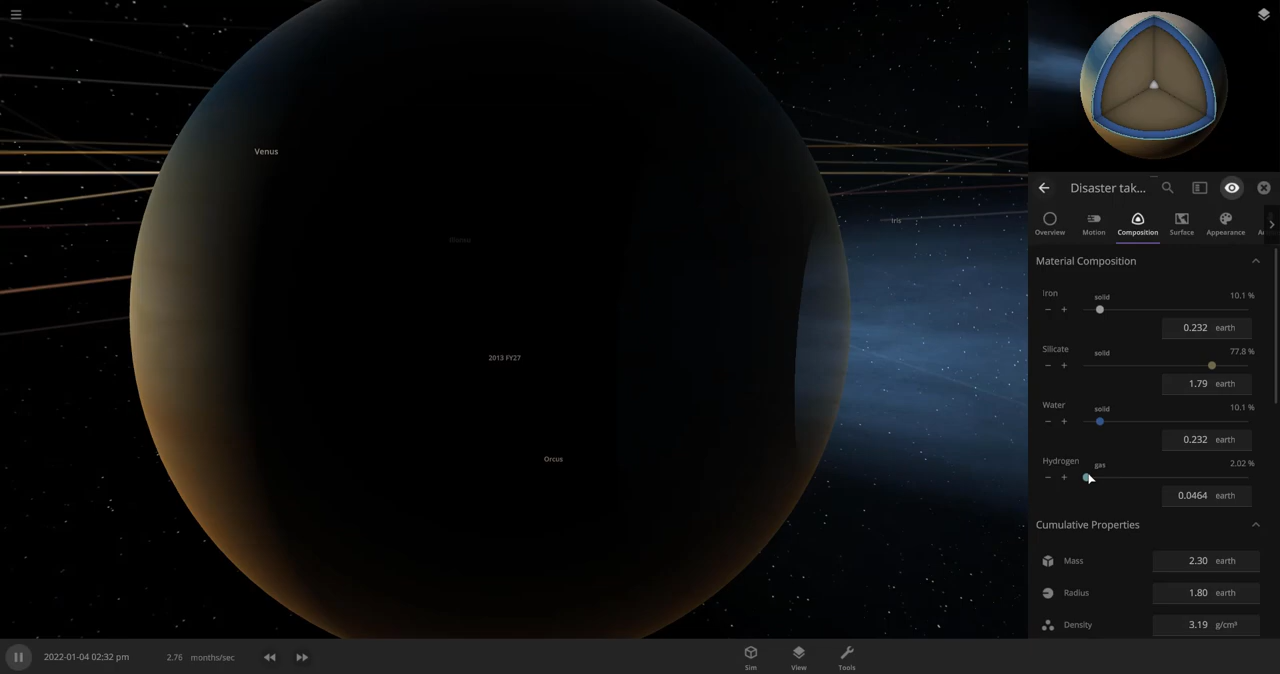 Venus
Iris
2013 FY27
Orcus
Disaster tak...
Overview
Motion
Composition
Surface
Appearance
Material Composition
Iron
solid
10.1 %
0.232 earth
Silicate
solid
77.8 %
1.79 earth
Water
solid
10.1 %
0.232 earth
Hydrogen
gas
2.02 %
0.0464 earth
Cumulative Properties
Mass
2.30 earth
Radius
1.80 earth
Density
3.19 g/cm³
2022-01-04 02:32 pm
2.76 months/sec
Sim
View
Tools